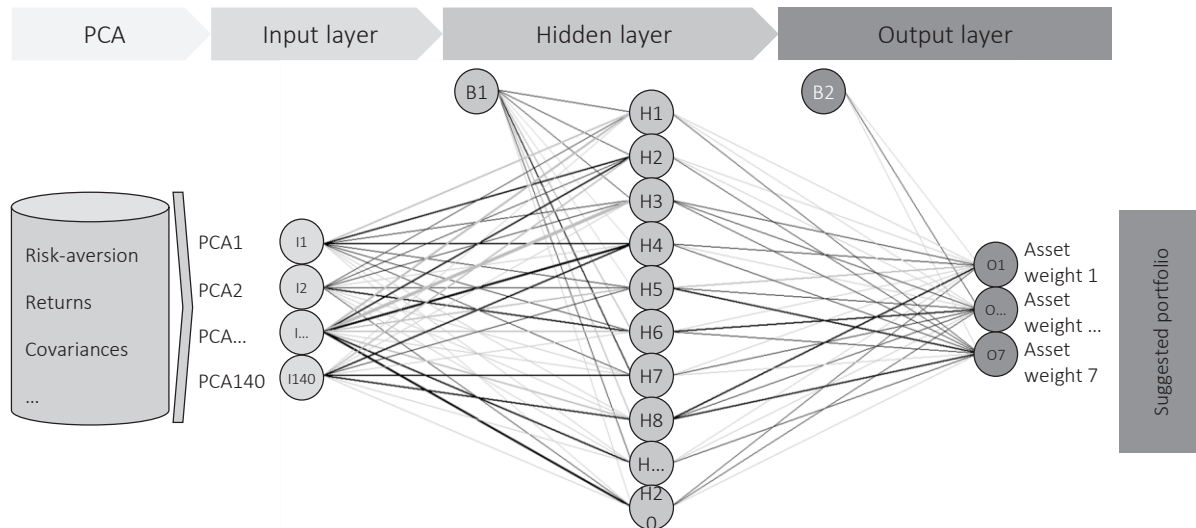 PCA
Input layer
Hidden layer
Output layer
B1
B2
H1
H2
H3
H4
H5
H6
H7
H8
H...
H2
0
Risk-aversion
Returns
Covariances
...
PCA1
PCA2
PCA...
PCA140
I1
I2
I...
I140
O1
O...
O7
Asset
weight 1
Asset
weight ...
Asset
weight 7
Suggested portfolio